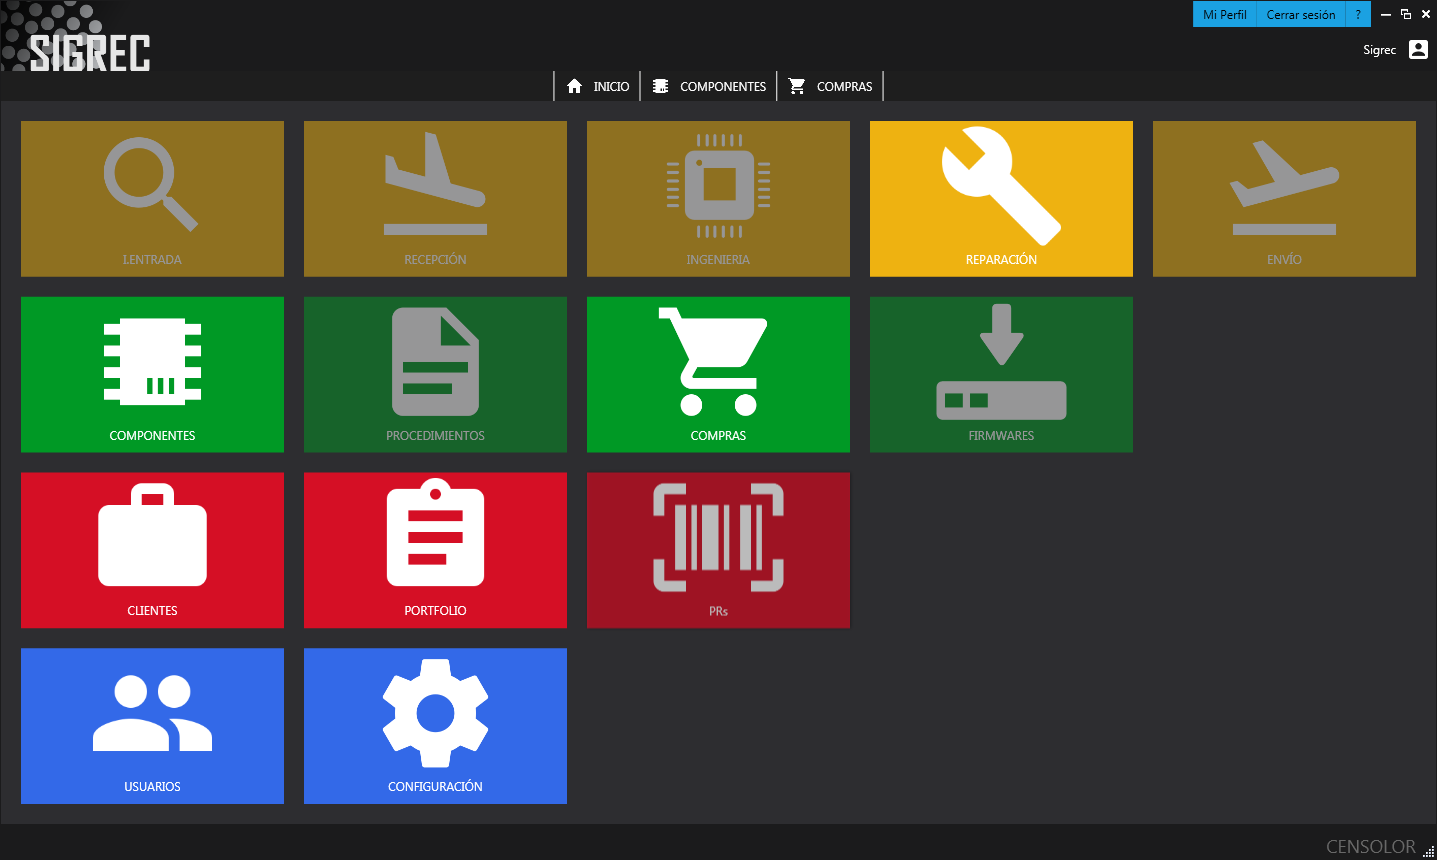 Mi Perfil Cerrar sesión ?
SIGREC
Sigrec
INICIO COMPONENTES COMPRAS
I.ENTRADA RECEPCIÓN INGENIERIA REPARACIÓN ENVÍO
COMPONENTES PROCEDIMIENTOS COMPRAS FIRMWARES
CLIENTES PORTFOLIO PRs
USUARIOS CONFIGURACIÓN
CENSOLOR